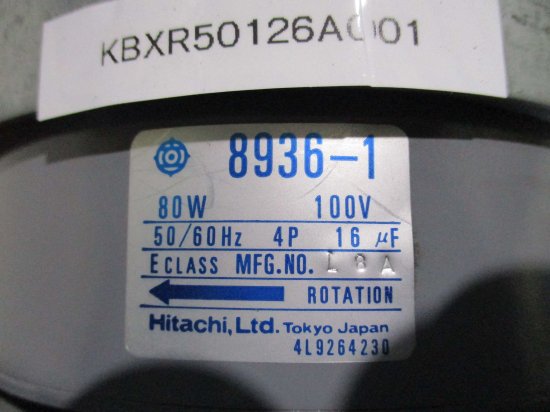 KBXR50126A001
8936-1
80W 100V
50/60Hz 4P 16 μF
E CLASS MFG.NO. L8A
ROTATION
Hitachi, Ltd. Tokyo Japan
4L9264230